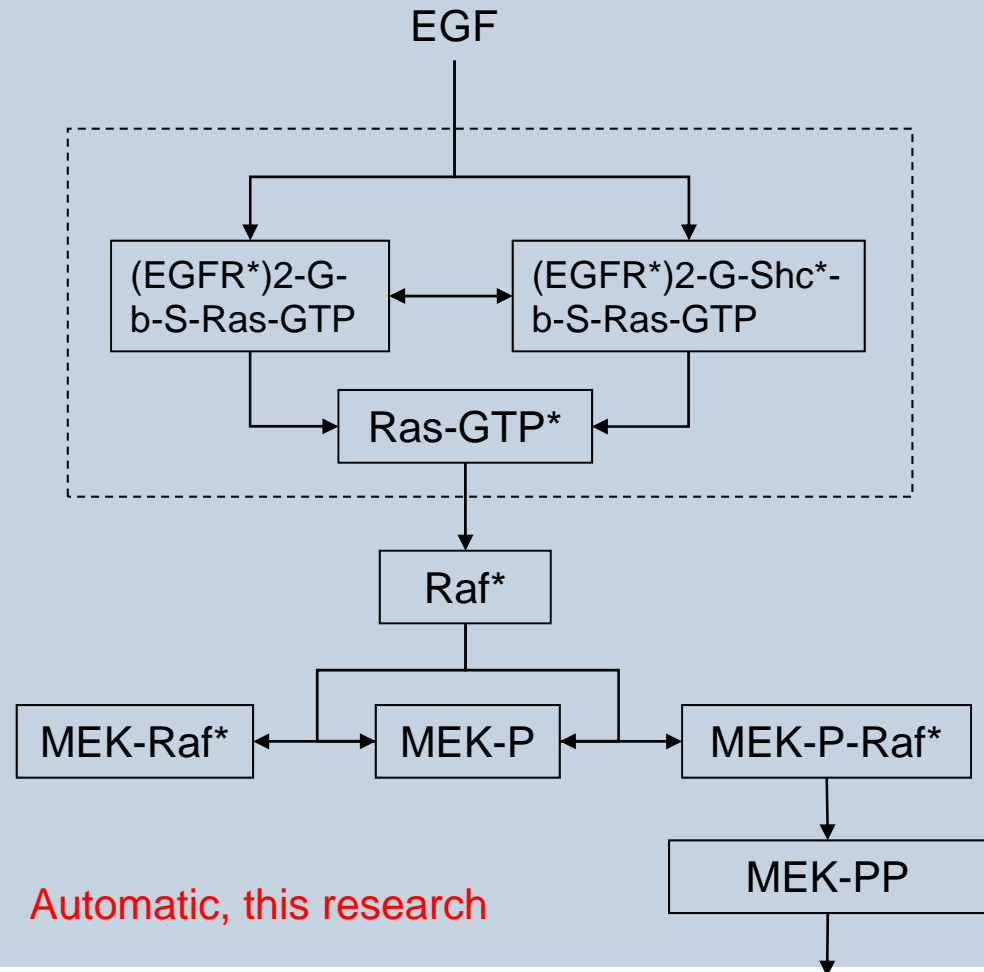 EGF
(EGFR*)2-G-
b-S-Ras-GTP
(EGFR*)2-G-Shc*-
b-S-Ras-GTP
Ras-GTP*
Raf*
MEK-Raf*
MEK-P
MEK-P-Raf*
MEK-PP
Automatic, this research